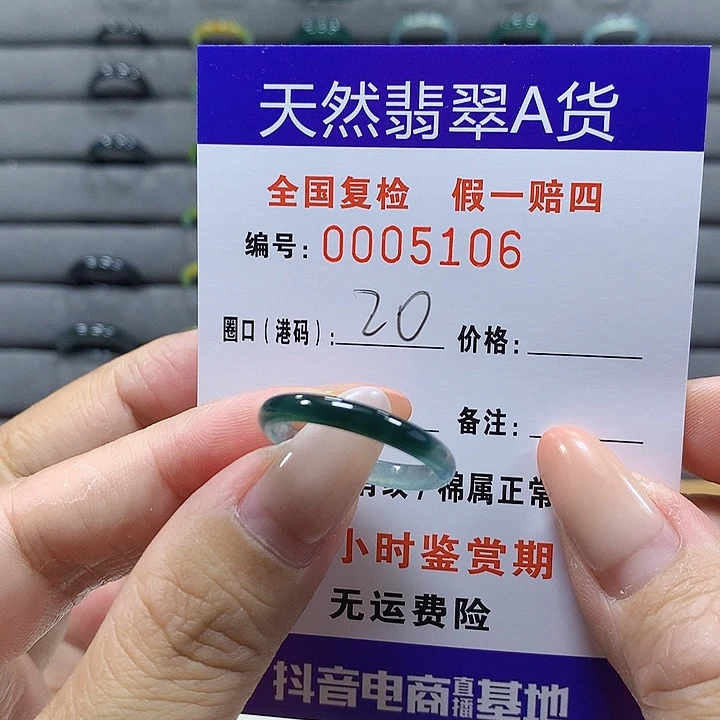 天然翡翠A货
全国复检 假一赔四
编号:0005106
圈口(港码):20 价格:
备注:
棉属正常
小时鉴赏期
无运费险
抖音电商直播基地